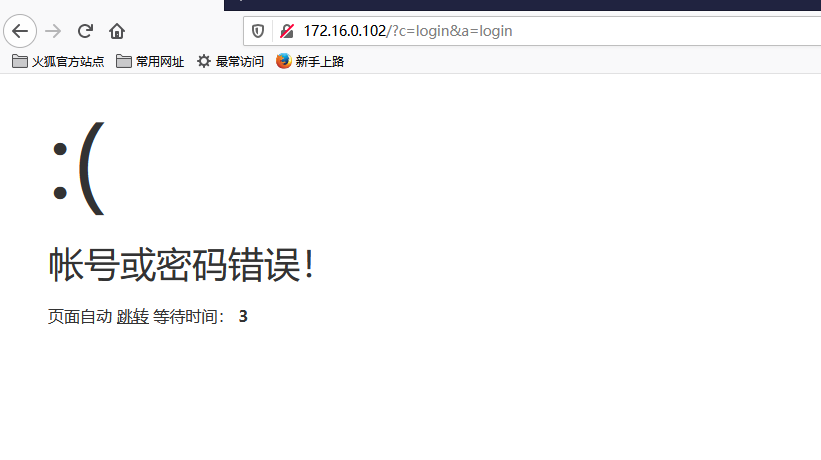 172.16.0.102/?c=login&a=login
火狐官方站点 常用网址 最常访问 新手上路
:(
帐号或密码错误！
页面自动 跳转 等待时间： 3